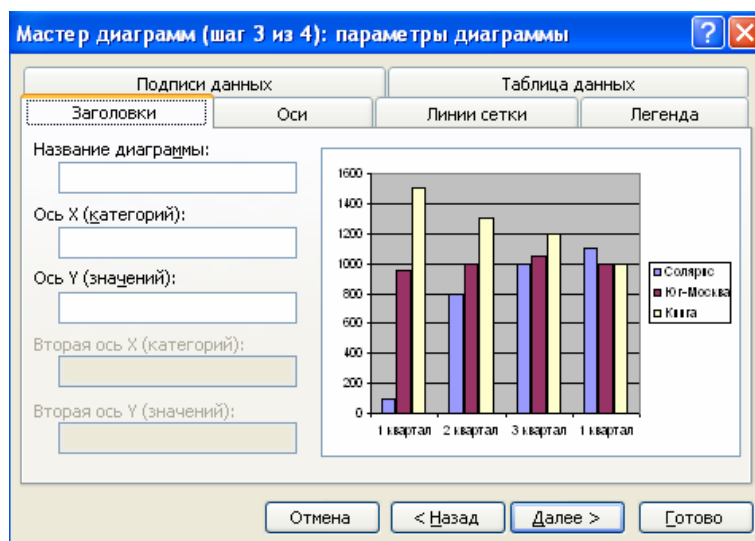 Мастер диаграмм (шаг 3 из 4): параметры диаграммы
Подписи данных
Таблица данных
Заголовки
Оси
Линии сетки
Легенда
Название диаграммы:
Ось X (категорий):
Ось Y (значений):
Вторая ось X (категорий):
Вторая ось Y (значений):
1600
1400
1200
1000
800
600
400
200
0
1 квартал 2 квартал 3 квартал 1 квартал
Солярис
Юг-Москва
Книга
Отмена
< Назад
Далее >
Готово